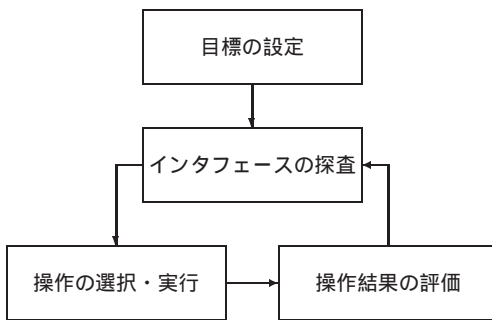 目標の設定
インタフェースの探査
操作の選択・実行
操作結果の評価